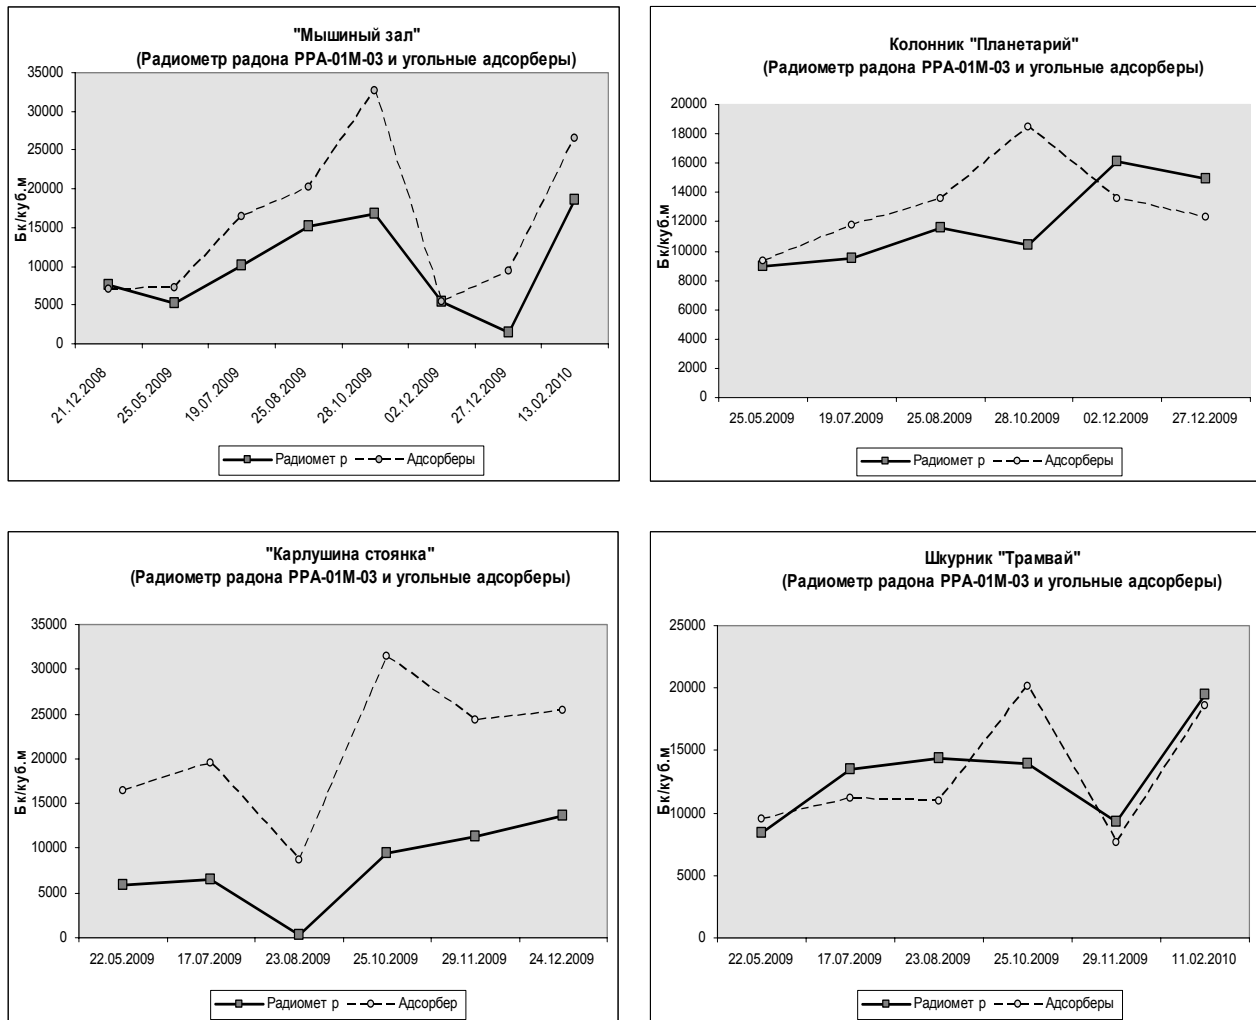 "Мышиный зал"
(Радиометр радона РРА-01М-03 и угольные адсорберы)
35000
30000
25000
20000
15000
10000
5000
0
Бк/куб.м
21.12.2008
25.05.2009
19.07.2009
25.08.2009
28.10.2009
02.12.2009
27.12.2009
13.02.2010
Радиомет р
Адсорберы
Колонник "Планетарий"
(Радиометр радона РРА-01М-03 и угольные адсорберы)
20000
18000
16000
14000
12000
10000
8000
6000
4000
2000
0
Бк/куб.м
25.05.2009 19.07.2009 25.08.2009 28.10.2009 02.12.2009 27.12.2009
Радиомет р
Адсорберы
"Карлушина стоянка"
(Радиометр радона РРА-01М-03 и угольные адсорберы)
35000
30000
25000
20000
15000
10000
5000
0
Бк/куб.м
22.05.2009 17.07.2009 23.08.2009 25.10.2009 29.11.2009 24.12.2009
Радиомет р
Адсорбер
Шкурник "Трамвай"
(Радиометр радона РРА-01М-03 и угольные адсорберы)
25000
20000
15000
10000
5000
0
Бк/куб.м
22.05.2009 17.07.2009 23.08.2009 25.10.2009 29.11.2009 11.02.2010
Радиомет р
Адсорберы